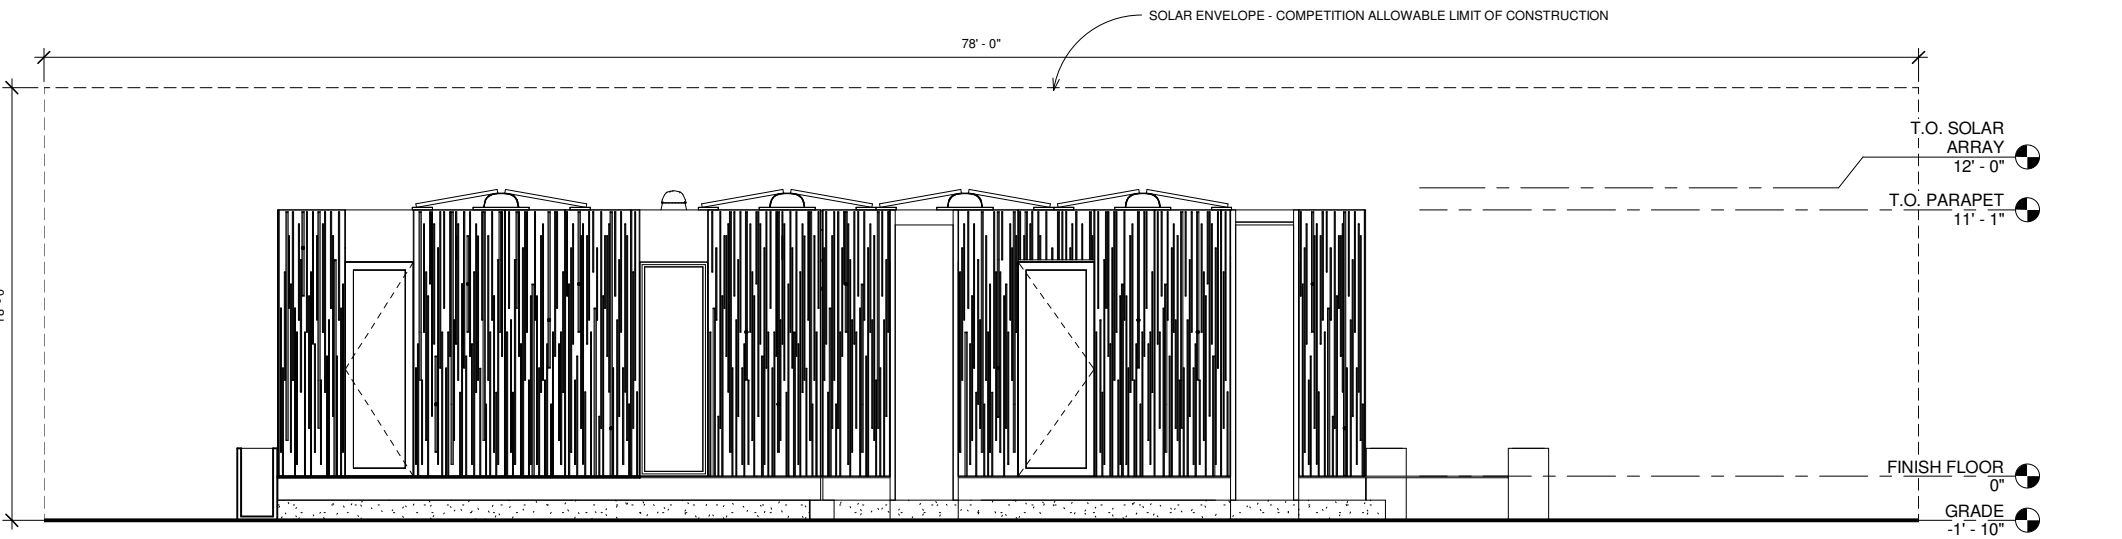 SOLAR ENVELOPE - COMPETITION ALLOWABLE LIMIT OF CONSTRUCTION
78' - 0"
T.O. SOLAR
ARRAY
12' - 0"
T.O. PARAPET
11' - 1"
FINISH FLOOR
0"
GRADE
-1' - 10"